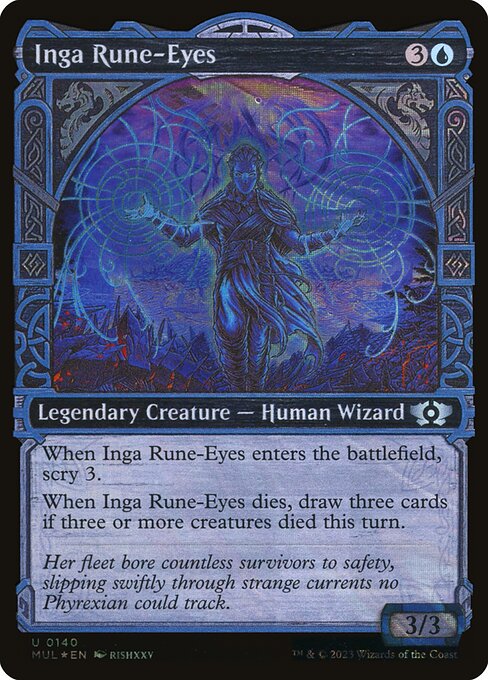 Inga Rune-Eyes 3
Legendary Creature — Human Wizard
When Inga Rune-Eyes enters the battlefield,
scry 3.
When Inga Rune-Eyes dies, draw three cards
if three or more creatures died this turn.
Her fleet bore countless survivors to safety,
slipping swiftly through strange currents no
Phyrexian could track.
3/3
U 0140
MUL★EN RISHXXV
™ & © 2023 Wizards of the Coast